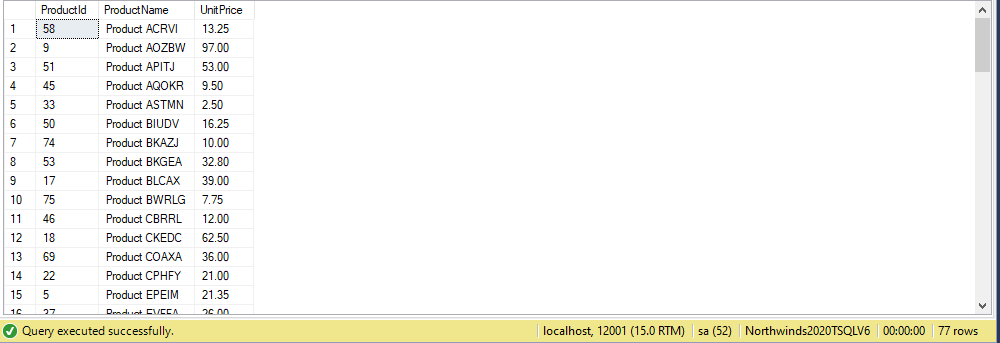 ProductId ProductName UnitPrice
1 58 Product ACRVI 13.25
2 9 Product AOZBW 97.00
3 51 Product APITJ 53.00
4 45 Product AQOKR 9.50
5 33 Product ASTMN 2.50
6 50 Product BIUDV 16.25
7 74 Product BKAZJ 10.00
8 53 Product BKGEA 32.80
9 17 Product BLCAX 39.00
10 75 Product BWRLG 7.75
11 46 Product CBRRL 12.00
12 18 Product CKEDC 62.50
13 69 Product COAXA 36.00
14 22 Product CPHFY 21.00
15 5 Product EPEIM 21.35
16 37 Product EVFFA 26.00
Query executed successfully. localhost, 12001 (15.0 RTM) sa (52) Northwinds2020TSQLV6 00:00:00 77 rows